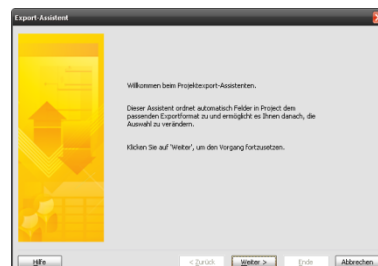 Export-Assistent
Willkommen beim Projektexport-Assistenten.
Dieser Assistent ordnet automatisch Felder in Project dem
passenden Exportformat zu und ermöglicht es Ihnen danach, die
Auswahl zu verändern.
Klicken Sie auf 'Weiter', um den Vorgang fortzusetzen.
Hilfe < Zurück Weiter > Ende Abbrechen